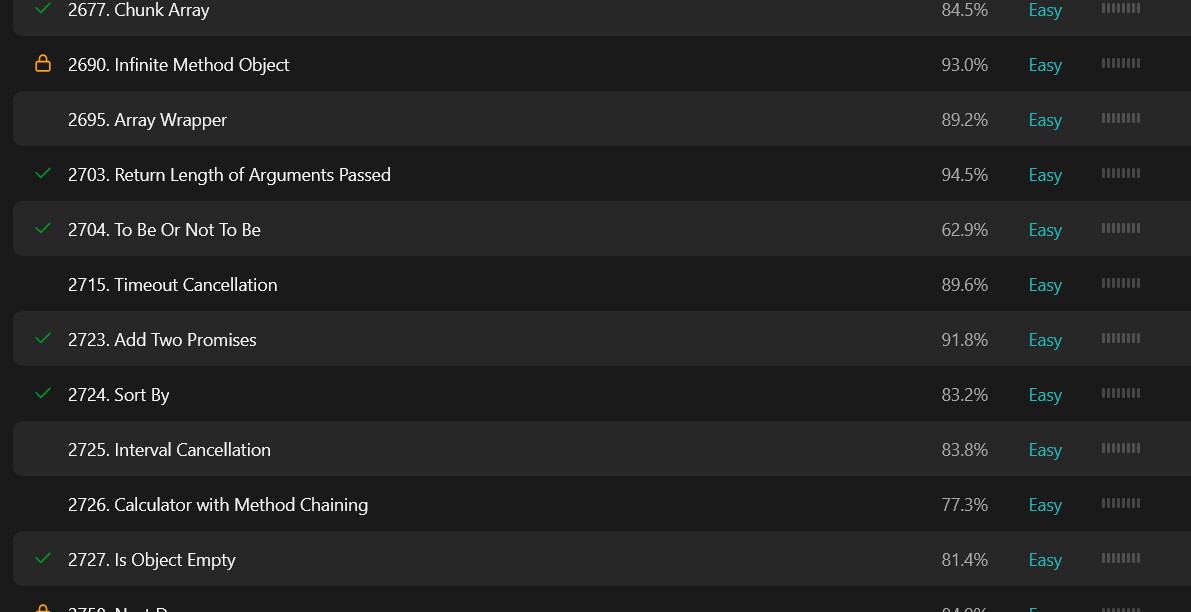 2677. Chunk Array 84.5% Easy
2690. Infinite Method Object 93.0% Easy
2695. Array Wrapper 89.2% Easy
2703. Return Length of Arguments Passed 94.5% Easy
2704. To Be Or Not To Be 62.9% Easy
2715. Timeout Cancellation 89.6% Easy
2723. Add Two Promises 91.8% Easy
2724. Sort By 83.2% Easy
2725. Interval Cancellation 83.8% Easy
2726. Calculator with Method Chaining 77.3% Easy
2727. Is Object Empty 81.4% Easy